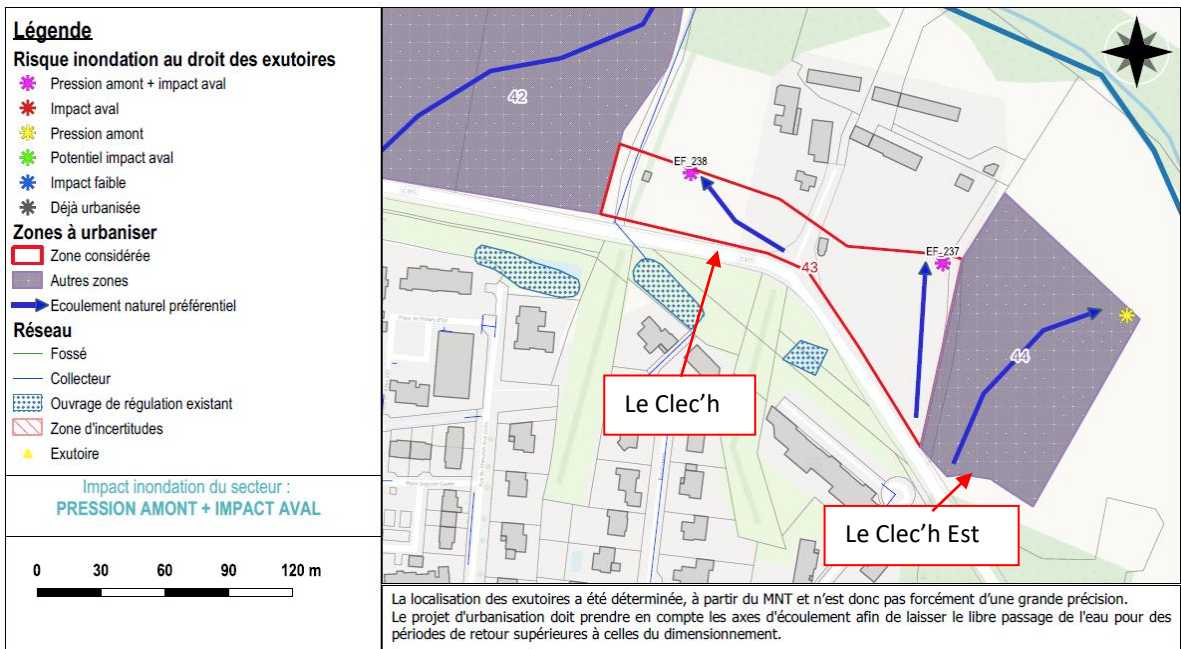 Légende
Risque inondation au droit des exutoires
Pression amont + impact aval
Impact aval
Pression amont
Potentiel impact aval
Impact faible
Déjà urbanisée
Zones à urbaniser
Zone considérée
Autres zones
Ecoulement naturel préférentiel
Réseau
Fossé
Collecteur
Ouvrage de régulation existant
Zone d'incertitudes
Exutoire
Impact inondation du secteur :
PRESSION AMONT + IMPACT AVAL
0 30 60 90 120 m
42
EF_238
EF_237
43
44
Le Clec’h
Le Clec’h Est
La localisation des exutoires a été déterminée, à partir du MNT et n'est donc pas forcément d'une grande précision.
Le projet d'urbanisation doit prendre en compte les axes d'écoulement afin de laisser le libre passage de l'eau pour des
périodes de retour supérieures à celles du dimensionnement.